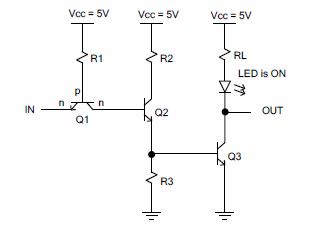 Vcc = 5V Vcc = 5V Vcc = 5V
R1 R2 RL
LED is ON
p
IN n n Q2 OUT
Q1
Q3
R3